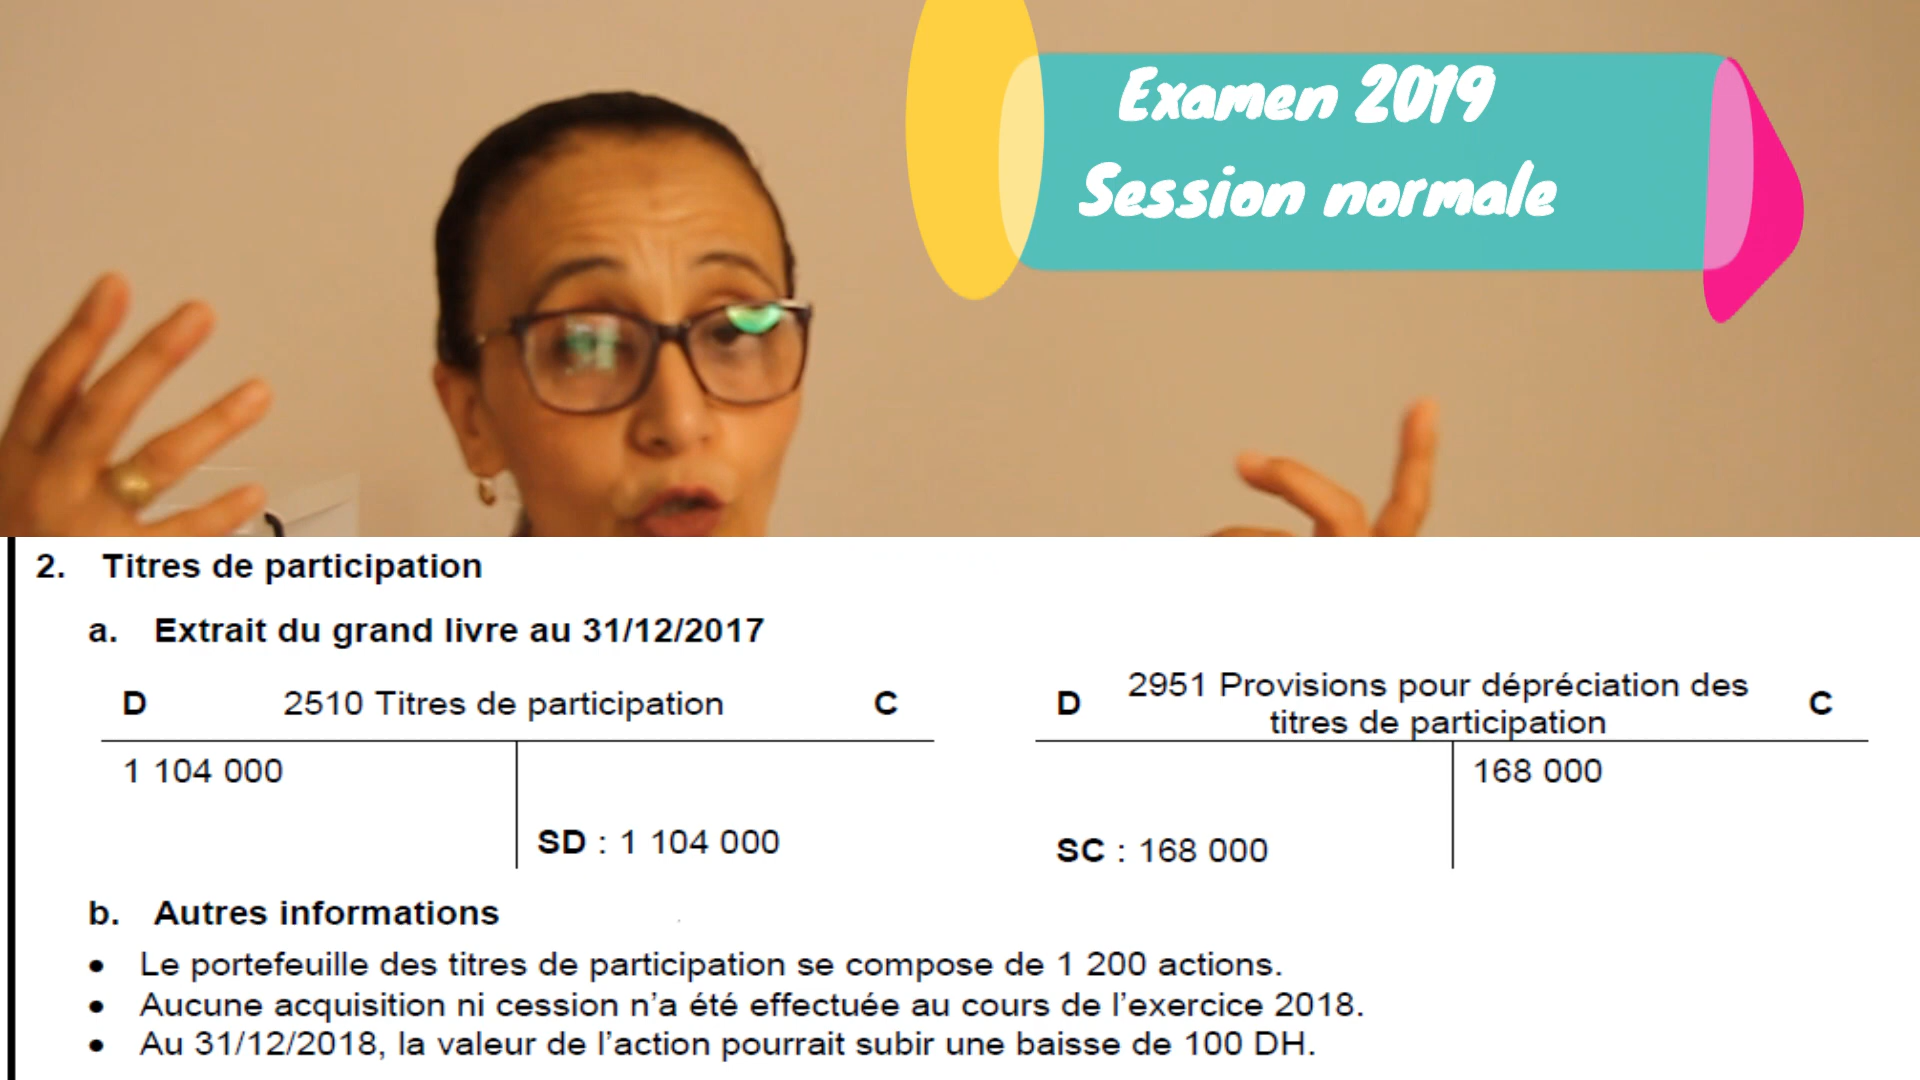 Examen 2019
Session normale
2. Titres de participation
a. Extrait du grand livre au 31/12/2017
D 2510 Titres de participation C
1 104 000
SD : 1 104 000
D 2951 Provisions pour dépréciation des titres de participation C
168 000
SC : 168 000
b. Autres informations
• Le portefeuille des titres de participation se compose de 1 200 actions.
• Aucune acquisition ni cession n'a été effectuée au cours de l'exercice 2018.
• Au 31/12/2018, la valeur de l'action pourrait subir une baisse de 100 DH.